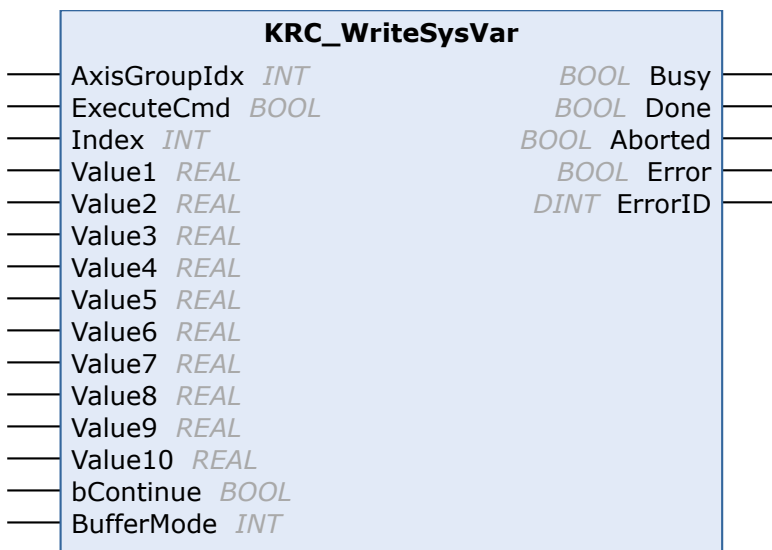 KRC_WriteSysVar
AxisGroupIdx INT BOOL Busy
ExecuteCmd BOOL BOOL Done
Index INT BOOL Aborted
Value1 REAL BOOL Error
Value2 REAL DINT ErrorID
Value3 REAL
Value4 REAL
Value5 REAL
Value6 REAL
Value7 REAL
Value8 REAL
Value9 REAL
Value10 REAL
bContinue BOOL
BufferMode INT